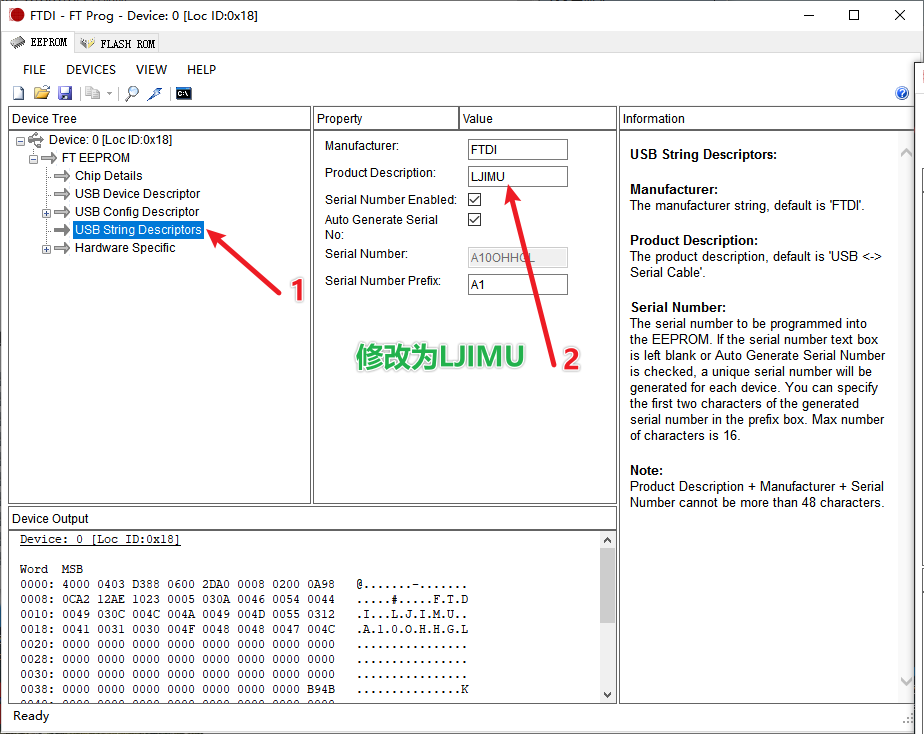 FTDI - FT Prog - Device: 0 [Loc ID:0x18]
EEPROM
FLASH ROM
FILE DEVICES VIEW HELP
Device Tree
Device: 0 [Loc ID:0x18]
FT EEPROM
Chip Details
USB Device Descriptor
USB Config Descriptor
USB String Descriptors
Hardware Specific
1
Property Value
Manufacturer: FTDI
Product Description: LJIMU
Serial Number Enabled:
Auto Generate Serial
No:
Serial Number: A10OHHGL
Serial Number Prefix: A1
修改为LJIMU
2
Information
USB String Descriptors:
Manufacturer:
The manufacturer string, default is 'FTDI'.
Product Description:
The product description, default is 'USB <->
Serial Cable'.
Serial Number:
The serial number to be programmed into
the EEPROM. If the serial number text box
is left blank or Auto Generate Serial Number
is checked, a unique serial number will be
generated for each device. You can specify
the first two characters of the generated
serial number in the prefix box. Max number
of characters is 16.
Note:
Product Description + Manufacturer + Serial
Number cannot be more than 48 characters.
Device Output
Device: 0 [Loc ID:0x18]
Word MSB
0000: 4000 0403 D388 0600 2DA0 0008 0200 0A98 @.......-.......
0008: 0CA2 12AE 1023 0005 030A 0046 0054 0044 .....#.....F.T.D
0010: 0049 030C 004C 004A 0049 004D 0055 0312 .I...L.J.I.M.U..
0018: 0041 0031 0030 004F 0048 0048 0047 004C .A.1.0.O.H.H.G.L
0020: 0000 0000 0000 0000 0000 0000 0000 0000 ................
0028: 0000 0000 0000 0000 0000 0000 0000 0000 ................
0030: 0000 0000 0000 0000 0000 0000 0000 0000 ................
0038: 0000 0000 0000 0000 0000 0000 0000 B94B ...............K
Ready